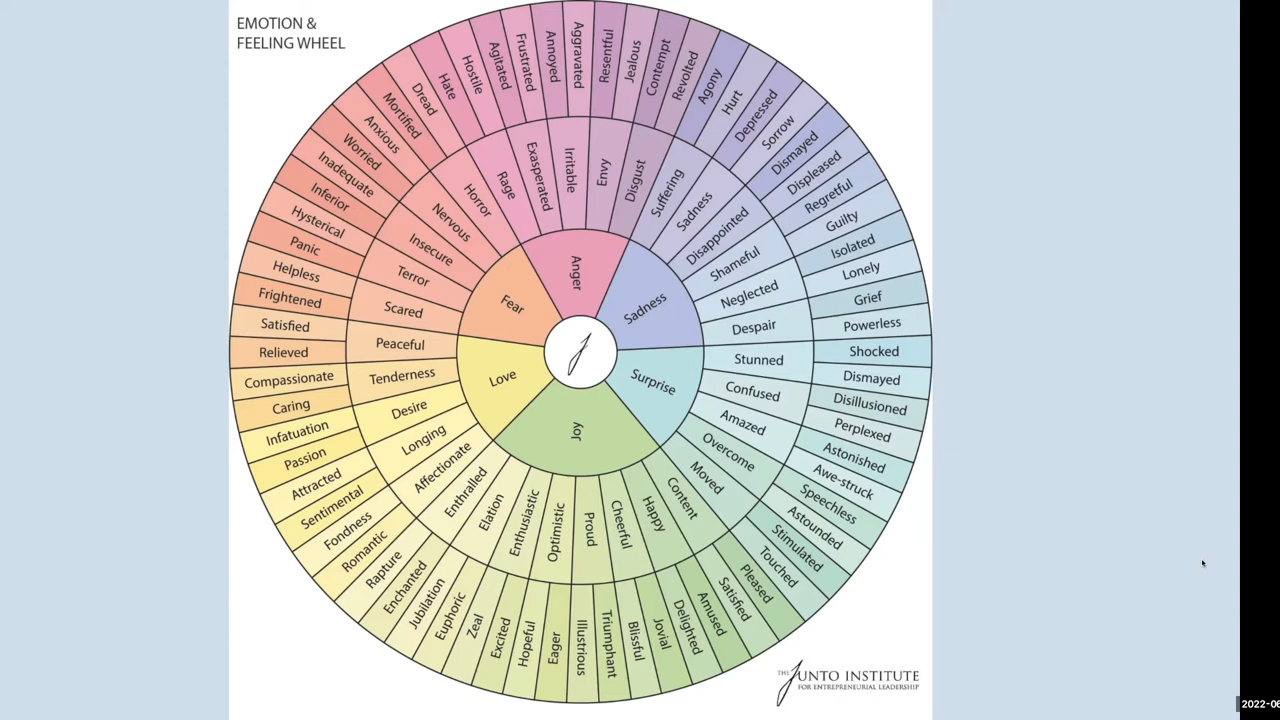 EMOTION &
FEELING WHEEL
Anger
Sadness
Surprise
Joy
Love
Fear
Rage
Exasperated
Irritable
Envy
Disgust
Suffering
Sadness
Disappointed
Shameful
Neglected
Despair
Stunned
Confused
Amazed
Overcome
Moved
Content
Happy
Cheerful
Proud
Optimistic
Enthusiastic
Elation
Enthralled
Affectionate
Longing
Desire
Tenderness
Peaceful
Scared
Terror
Insecure
Nervous
Horror
Hate
Hostile
Agitated
Frustrated
Annoyed
Aggravated
Resentful
Jealous
Contempt
Revolted
Agony
Hurt
Depressed
Sorrow
Dismayed
Displeased
Regretful
Guilty
Isolated
Lonely
Grief
Powerless
Shocked
Dismayed
Disillusioned
Perplexed
Astonished
Awe-struck
Speechless
Astounded
Stimulated
Touched
Pleased
Satisfied
Amused
Delighted
Jovial
Blissful
Triumphant
Illustrious
Eager
Hopeful
Excited
Zeal
Euphoric
Jubilation
Enchanted
Rapture
Romantic
Fondness
Sentimental
Attracted
Passion
Infatuation
Caring
Compassionate
Relieved
Satisfied
Frightened
Helpless
Panic
Hysterical
Inferior
Inadequate
Worried
Anxious
Mortified
Dread
THE JUNTO INSTITUTE
FOR ENTREPRENEURIAL LEADERSHIP